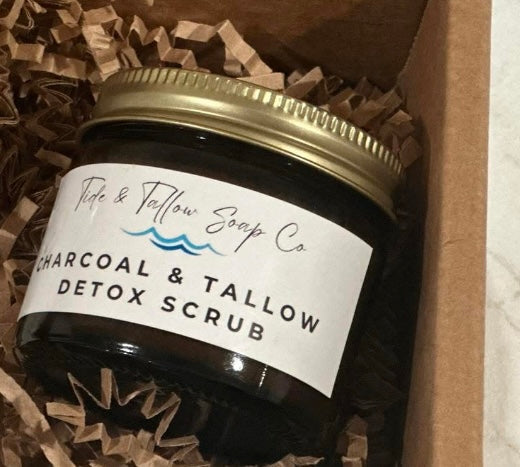 Tide & Tallow Soap Co.
CHARCOAL & TALLOW
DETOX SCRUB